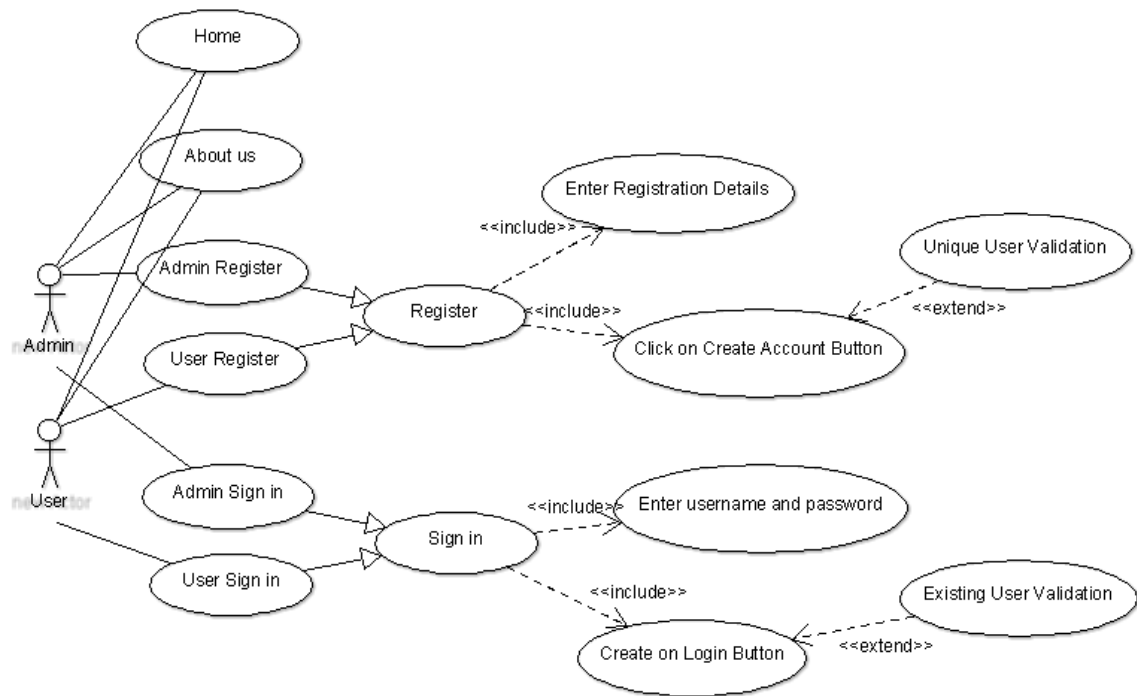 Home
About us
Enter Registration Details
<<include>>
Unique User Validation
Admin Register
Register
<<include>>
<<extend>>
Admin
User Register
Click on Create Account Button
Admin Sign in
User
Enter username and password
<<include>>
Sign in
User Sign in
<<include>>
Existing User Validation
Create on Login Button
<<extend>>